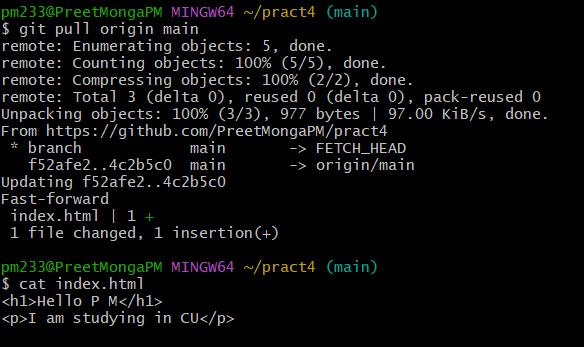 pm233@PreetMongaPM MINGW64 ~/pract4 (main)
$ git pull origin main
remote: Enumerating objects: 5, done.
remote: Counting objects: 100% (5/5), done.
remote: Compressing objects: 100% (2/2), done.
remote: Total 3 (delta 0), reused 0 (delta 0), pack-reused 0
Unpacking objects: 100% (3/3), 977 bytes | 97.00 KiB/s, done.
From https://github.com/PreetMongaPM/pract4
 * branch            main       -> FETCH_HEAD
   f52afe2..4c2b5c0  main       -> origin/main
Updating f52afe2..4c2b5c0
Fast-forward
 index.html | 1 +
 1 file changed, 1 insertion(+)
pm233@PreetMongaPM MINGW64 ~/pract4 (main)
$ cat index.html
<h1>Hello P M</h1>
<p>I am studying in CU</p>